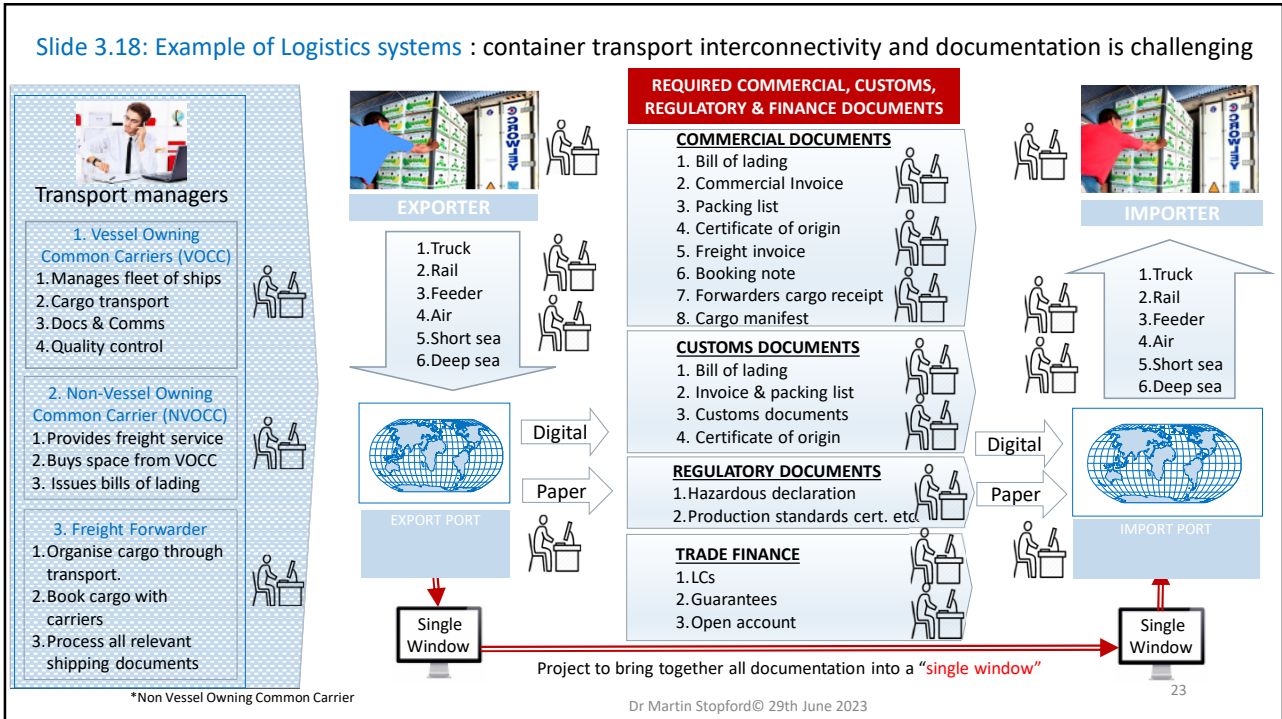 Slide 3.18: Example of Logistics systems : container transport interconnectivity and documentation is challenging
Transport managers
1. Vessel Owning
Common Carriers (VOCC)
1. Manages fleet of ships
2. Cargo transport
3. Docs & Comms
4. Quality control
2. Non-Vessel Owning
Common Carrier (NVOCC)
1. Provides freight service
2. Buys space from VOCC
3. Issues bills of lading
3. Freight Forwarder
1. Organise cargo through
transport.
2. Book cargo with
carriers
3. Process all relevant
shipping documents
*Non Vessel Owning Common Carrier
CROWLEY
EXPORTER
1. Truck
2. Rail
3. Feeder
4. Air
5. Short sea
6. Deep sea
EXPORT PORT
Digital
Paper
Single
Window
REQUIRED COMMERCIAL, CUSTOMS,
REGULATORY & FINANCE DOCUMENTS
COMMERCIAL DOCUMENTS
1. Bill of lading
2. Commercial Invoice
3. Packing list
4. Certificate of origin
5. Freight invoice
6. Booking note
7. Forwarders cargo receipt
8. Cargo manifest
CUSTOMS DOCUMENTS
1. Bill of lading
2. Invoice & packing list
3. Customs documents
4. Certificate of origin
REGULATORY DOCUMENTS
1. Hazardous declaration
2. Production standards cert. etc.
TRADE FINANCE
1. LCs
2. Guarantees
3. Open account
Project to bring together all documentation into a "single window"
Digital
Paper
CROWLEY
IMPORTER
1. Truck
2. Rail
3. Feeder
4. Air
5. Short sea
6. Deep sea
IMPORT PORT
Single
Window
Dr Martin Stopford© 29th June 2023
23